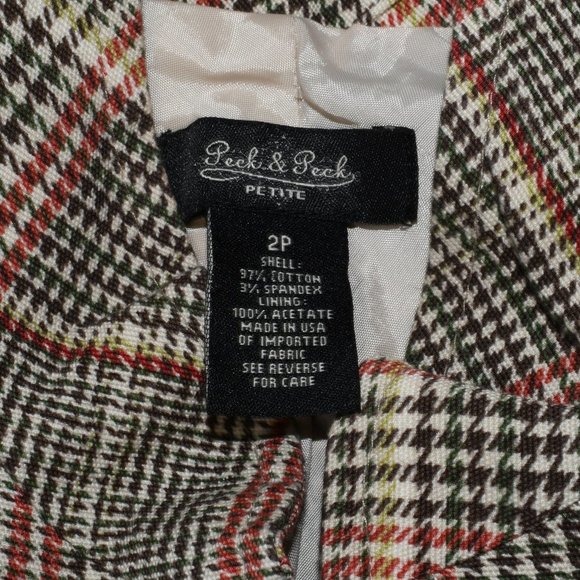 Peck & Peck
PETITE
2P
SHELL:
97% COTTON
3% SPANDEX
LINING:
100% ACETATE
MADE IN USA
OF IMPORTED
FABRIC
SEE REVERSE
FOR CARE